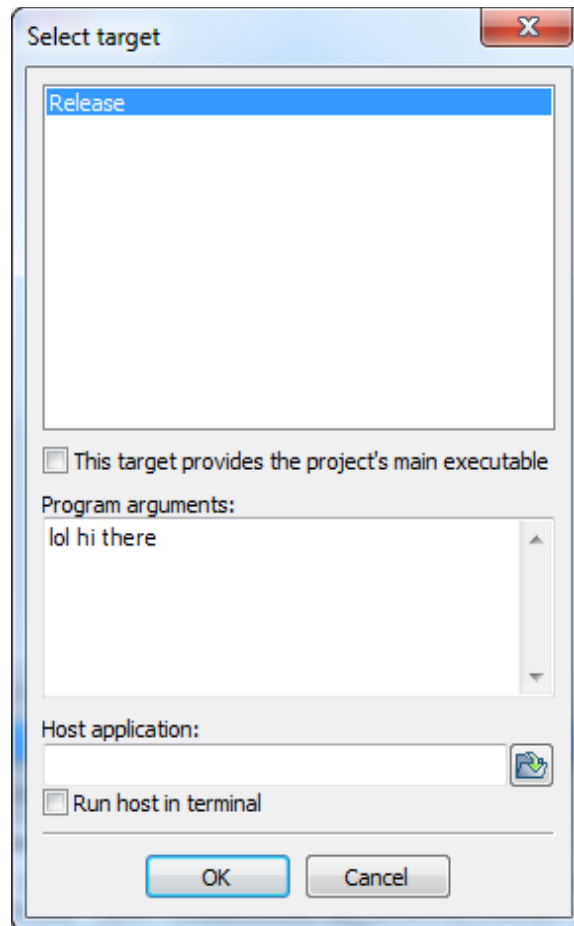 Select target
Release
This target provides the project's main executable
Program arguments:
lol hi there
Host application:
Run host in terminal
OK
Cancel